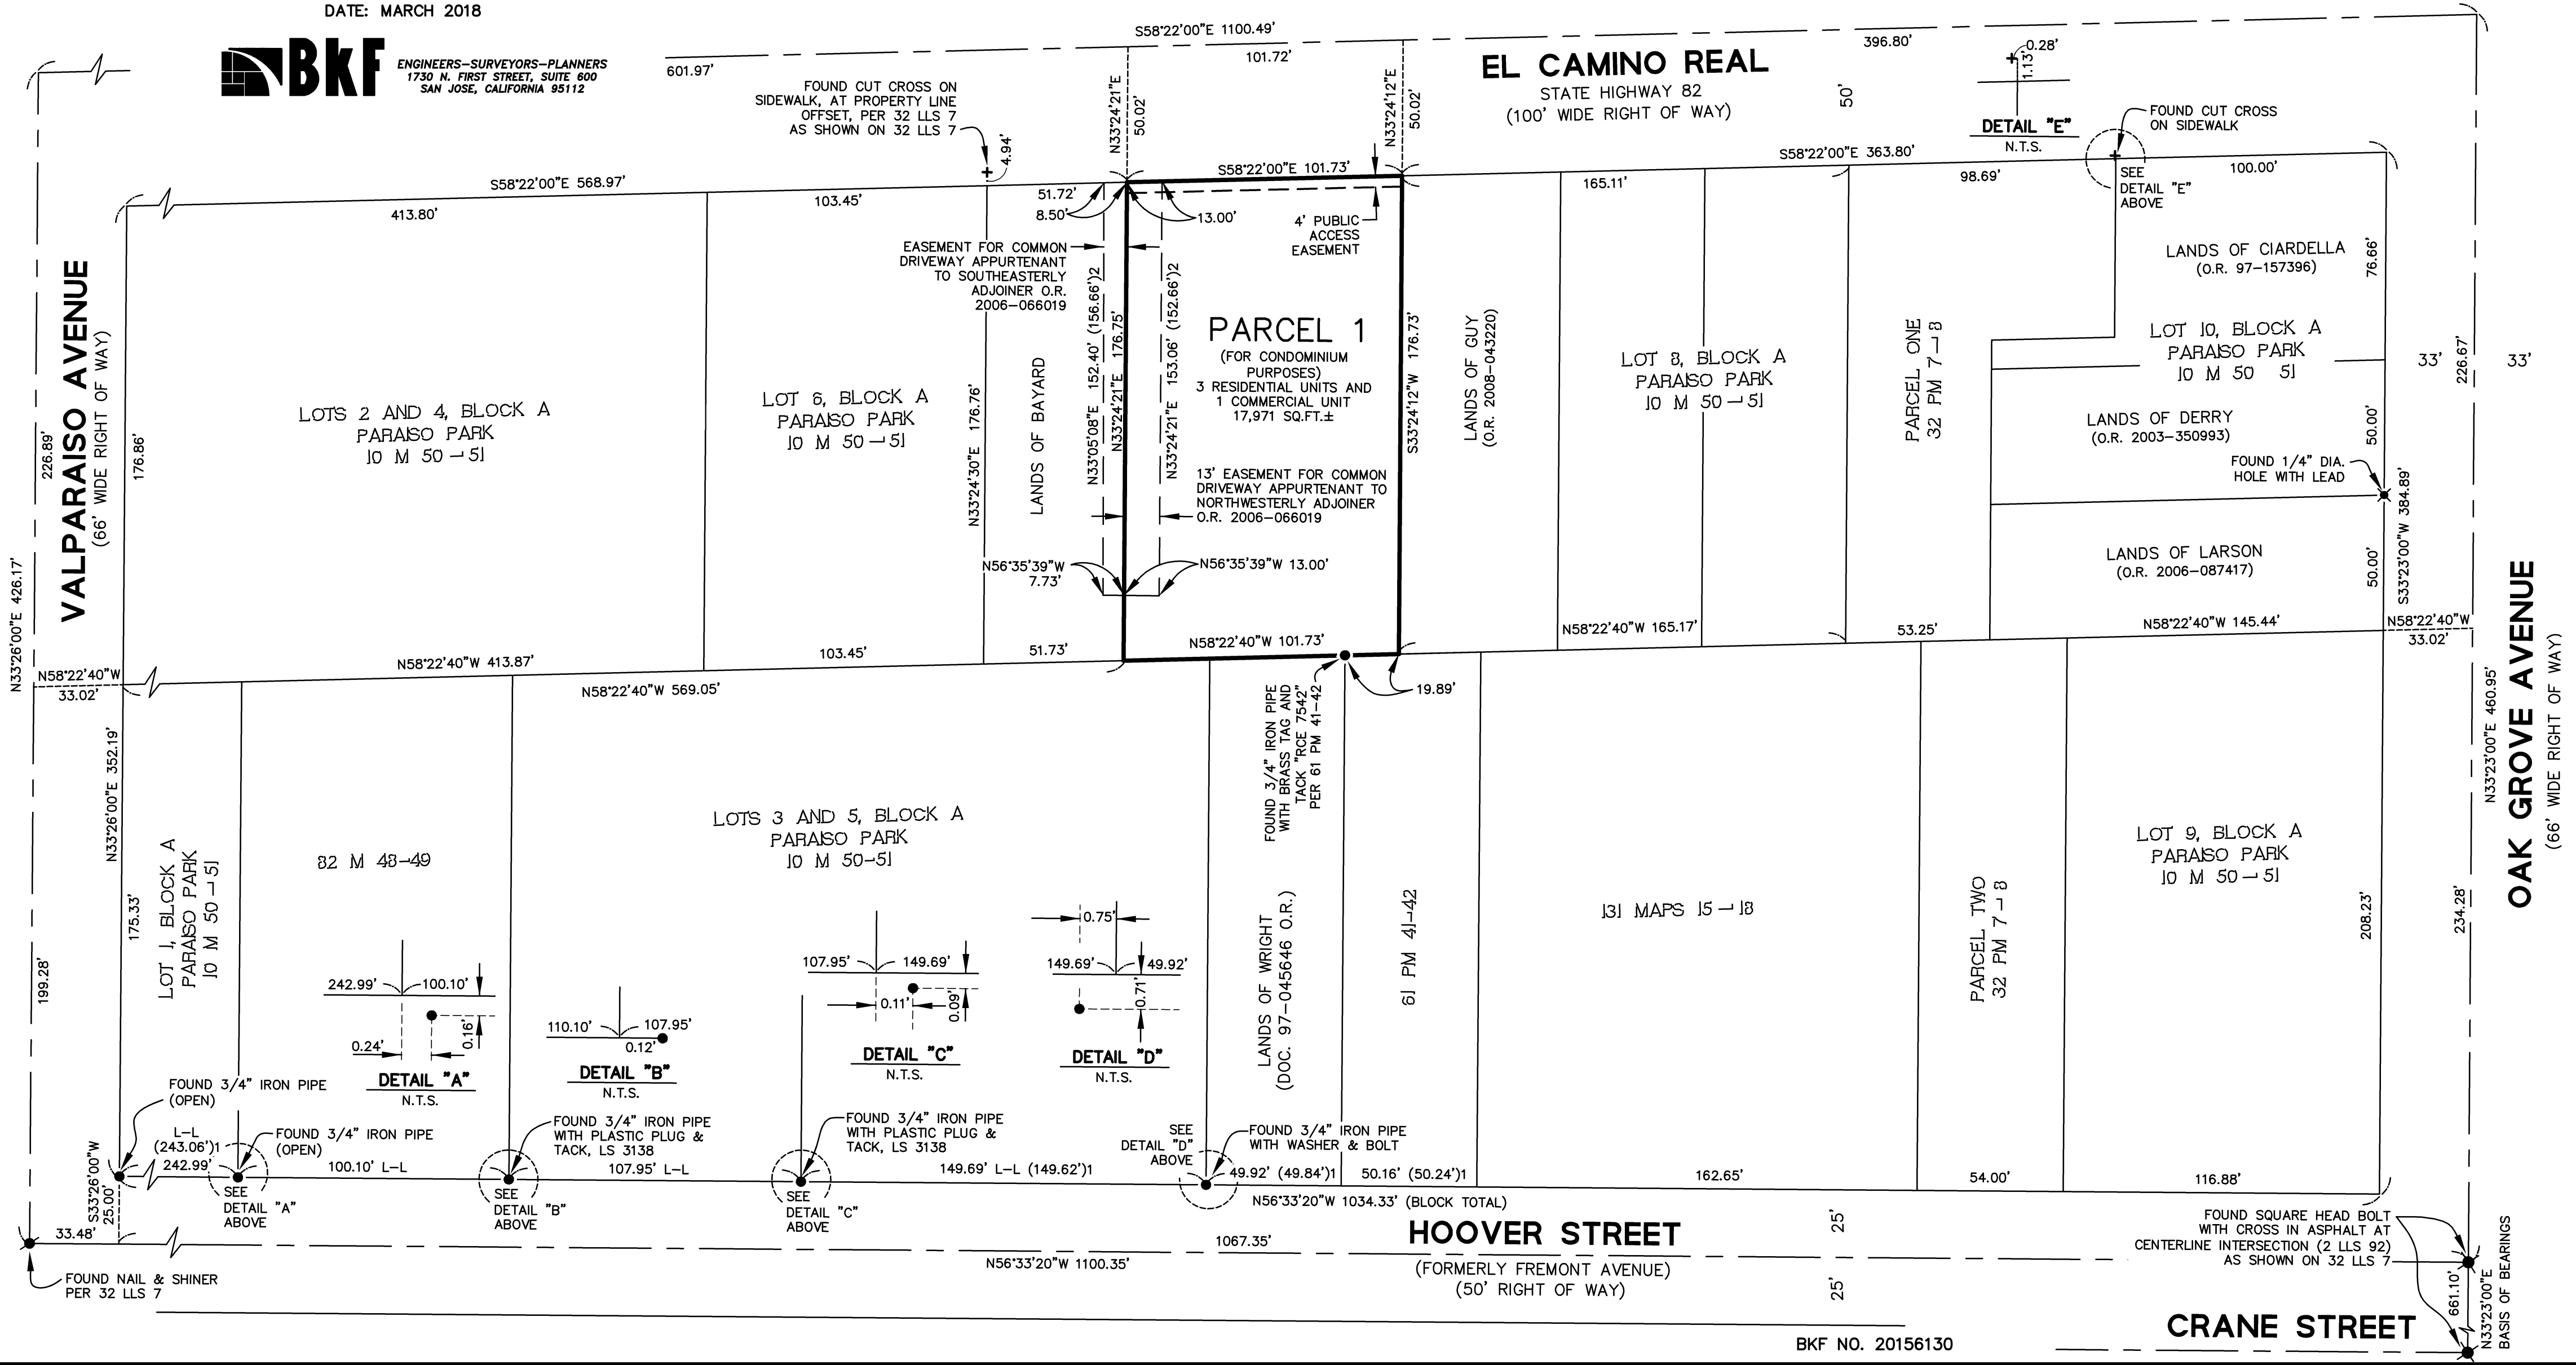 DATE: MARCH 2018
BKF
ENGINEERS-SURVEYORS-PLANNERS
1730 N. FIRST STREET, SUITE 600
SAN JOSE, CALIFORNIA 95112
S58°22'00"E 1100.49'
601.97'
101.72'
396.80'
EL CAMINO REAL
STATE HIGHWAY 82
(100' WIDE RIGHT OF WAY)
50'
N33°24'21"E
50.02'
N33°24'12"E
50.02
FOUND CUT CROSS ON
SIDEWALK, AT PROPERTY LINE
OFFSET, PER 32 LLS 7
AS SHOWN ON 32 LLS 7
4.94'
0.28'
1.13'
DETAIL "E"
N.T.S.
FOUND CUT CROSS
ON SIDEWALK
SEE
DETAIL "E"
ABOVE
S58°22'00"E 568.97'
413.80'
103.45'
51.72'
8.50'
S58°22'00"E 101.73'
13.00'
4' PUBLIC
ACCESS
EASEMENT
S58°22'00"E 363.80'
165.11'
98.69'
100.00'
VALPARAISO AVENUE
(66' WIDE RIGHT OF WAY)
N33°26'00"E 426.17'
226.89'
176.86'
LOTS 2 AND 4, BLOCK A
PARAISO PARK
10 M 50-51
LOT 6, BLOCK A
PARAISO PARK
10 M 50-51
N33°24'30"E 176.76'
EASEMENT FOR COMMON
DRIVEWAY APPURTENANT
TO SOUTHEASTERLY
ADJOINER O.R.
2006-066019
LANDS OF BAYARD
N33°05'08"E 152.40' (156.66')2
N33°24'21"E 176.75'
N33°24'21"E 153.06' (152.66')2
PARCEL 1
(FOR CONDOMINIUM
PURPOSES)
3 RESIDENTIAL UNITS AND
1 COMMERCIAL UNIT
17,971 SQ.FT.±
13' EASEMENT FOR COMMON
DRIVEWAY APPURTENANT TO
NORTHWESTERLY ADJOINER
O.R. 2006-066019
N56°35'39"W
7.73'
N56°35'39"W 13.00'
S33°24'12"W 176.73'
LANDS OF GUY
(O.R. 2008-043220)
LOT 8, BLOCK A
PARAISO PARK
10 M 50-51
PARCEL ONE
32 PM 7-8
LANDS OF CIARDELLA
(O.R. 97-157396)
76.66'
LOT 10, BLOCK A
PARAISO PARK
10 M 50 51
33'
226.67'
33'
LANDS OF DERRY
(O.R. 2003-350993)
50.00'
FOUND 1/4" DIA.
HOLE WITH LEAD
S33°23'00"W 384.89'
LANDS OF LARSON
(O.R. 2006-087417)
50.00'
OAK GROVE AVENUE
(66' WIDE RIGHT OF WAY)
N58°22'40"W
33.02'
N58°22'40"W 413.87'
103.45'
51.73'
N58°22'40"W 101.73'
N58°22'40"W 165.17'
53.25'
N58°22'40"W 145.44'
N58°22'40"W
33.02'
N58°22'40"W 569.05'
19.89'
FOUND 3/4" IRON PIPE
WITH BRASS TAG AND
TACK "RCE 7542"
PER 61 PM 41-42
N33°26'00"E 352.19'
175.33'
199.28'
LOT 1, BLOCK A
PARAISO PARK
10 M 50-51
82 M 48-49
LOTS 3 AND 5, BLOCK A
PARAISO PARK
10 M 50-51
LANDS OF WRIGHT
(DOC. 97-045646 O.R.)
61 PM 41-42
131 MAPS 15-18
PARCEL TWO
32 PM 7-8
LOT 9, BLOCK A
PARAISO PARK
10 M 50-51
208.23'
234.28'
N33°23'00"E 460.95'
242.99'
100.10'
0.24'
0.16'
DETAIL "A"
N.T.S.
110.10'
107.95'
0.12'
DETAIL "B"
N.T.S.
107.95'
149.69'
0.11'
0.09'
DETAIL "C"
N.T.S.
0.75'
149.69'
49.92'
0.71'
DETAIL "D"
N.T.S.
FOUND 3/4" IRON PIPE
(OPEN)
L-L
(243.06')1
242.99'
FOUND 3/4" IRON PIPE
(OPEN)
FOUND 3/4" IRON PIPE
WITH PLASTIC PLUG &
TACK, LS 3138
FOUND 3/4" IRON PIPE
WITH PLASTIC PLUG &
TACK, LS 3138
SEE
DETAIL "D"
ABOVE
FOUND 3/4" IRON PIPE
WITH WASHER & BOLT
100.10' L-L
107.95' L-L
149.69' L-L (149.62')1
49.92' (49.84')1
50.16' (50.24')1
162.65'
54.00'
116.88'
SEE
DETAIL "A"
ABOVE
SEE
DETAIL "B"
ABOVE
SEE
DETAIL "C"
ABOVE
N56°33'20"W 1034.33' (BLOCK TOTAL)
S33°26'00"W
25.00'
33.48'
FOUND NAIL & SHINER
PER 32 LLS 7
1067.35'
N56°33'20"W 1100.35'
HOOVER STREET
(FORMERLY FREMONT AVENUE)
(50' RIGHT OF WAY)
25'
25'
FOUND SQUARE HEAD BOLT
WITH CROSS IN ASPHALT AT
CENTERLINE INTERSECTION (2 LLS 92)
AS SHOWN ON 32 LLS 7
661.10'
N33°23'00"E
BASIS OF BEARINGS
CRANE STREET
BKF NO. 20156130